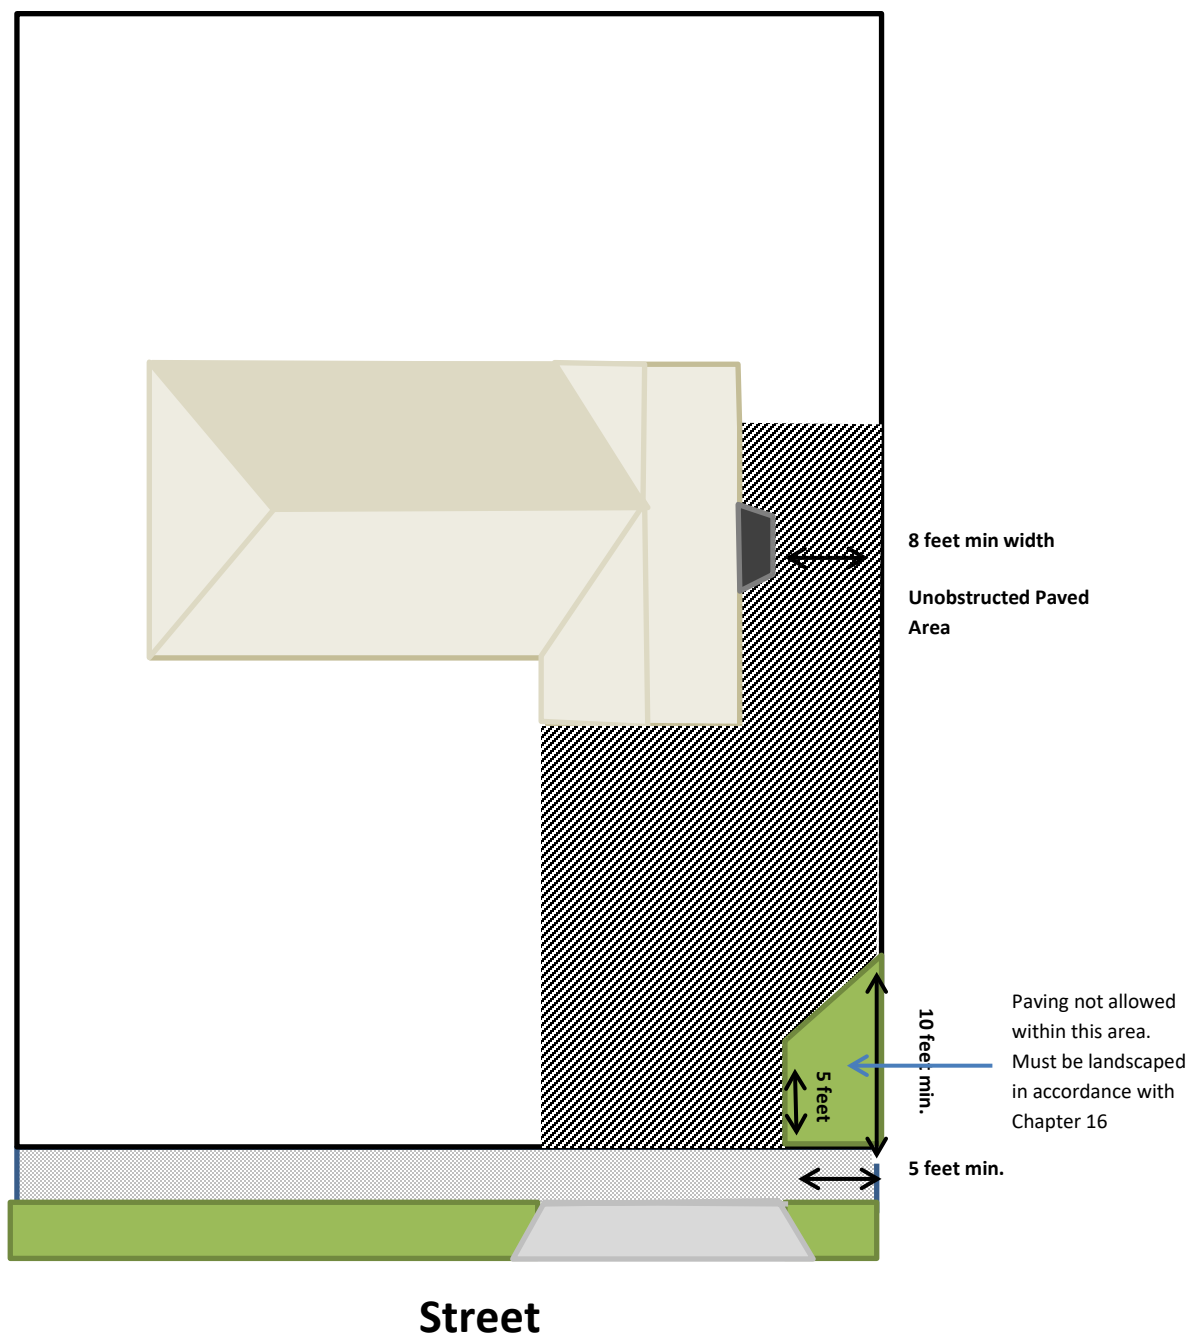 8 feet min width
Unobstructed Paved
Area
10 feet min.
5 feet
Paving not allowed
within this area.
Must be landscaped
in accordance with
Chapter 16
5 feet min.
Street